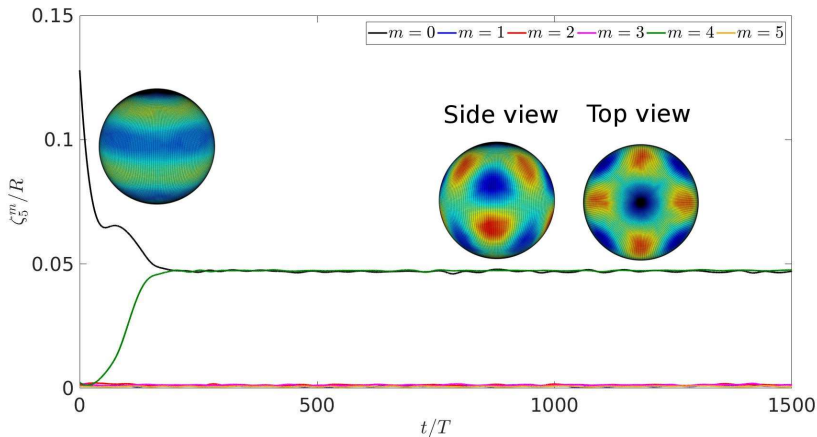 0.15
m = 0 m = 1 m = 2 m = 3 m = 4 m = 5
Side view Top view
0.1
ζ₅ᵐ/R
0.05
0
0 500 1000 1500
t/T